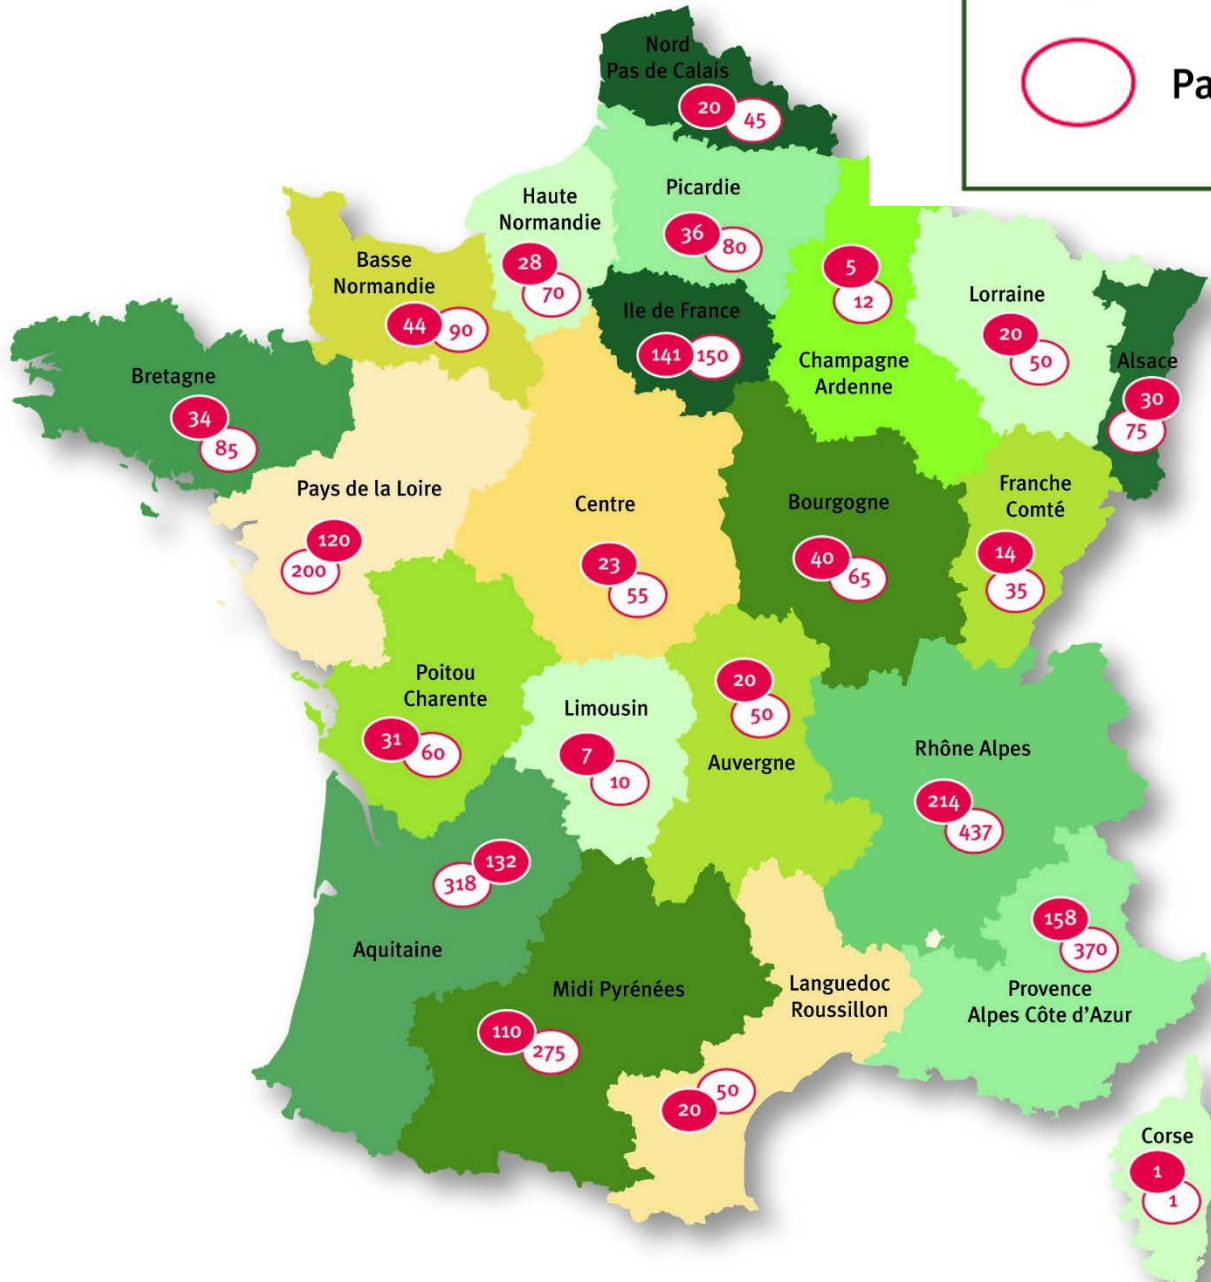 Pa
Nord
Pas de Calais
20
45
Picardie
36
80
Haute
Normandie
28
70
Basse
Normandie
44
90
Ile de France
141
150
5
12
Champagne
Ardenne
Lorraine
20
50
Alsace
30
75
Bretagne
34
85
Pays de la Loire
120
200
Centre
23
55
Bourgogne
40
65
Franche
Comté
14
35
Poitou
Charente
31
60
Limousin
7
10
20
50
Auvergne
Rhône Alpes
214
437
132
318
Aquitaine
Midi Pyrénées
110
275
Languedoc
Roussillon
50
20
158
370
Provence
Alpes Côte d'Azur
Corse
1
1